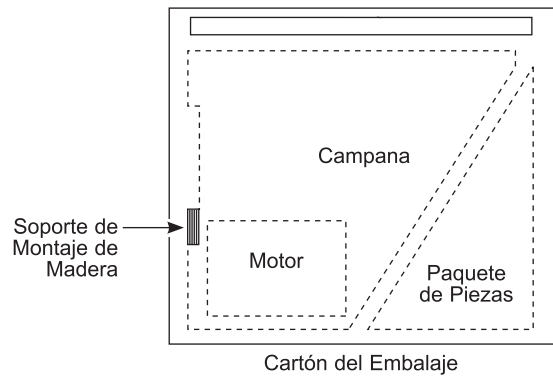 Campana
Soporte de
Montaje de
Madera
Motor
Paquete
de Piezas
Cartón del Embalaje